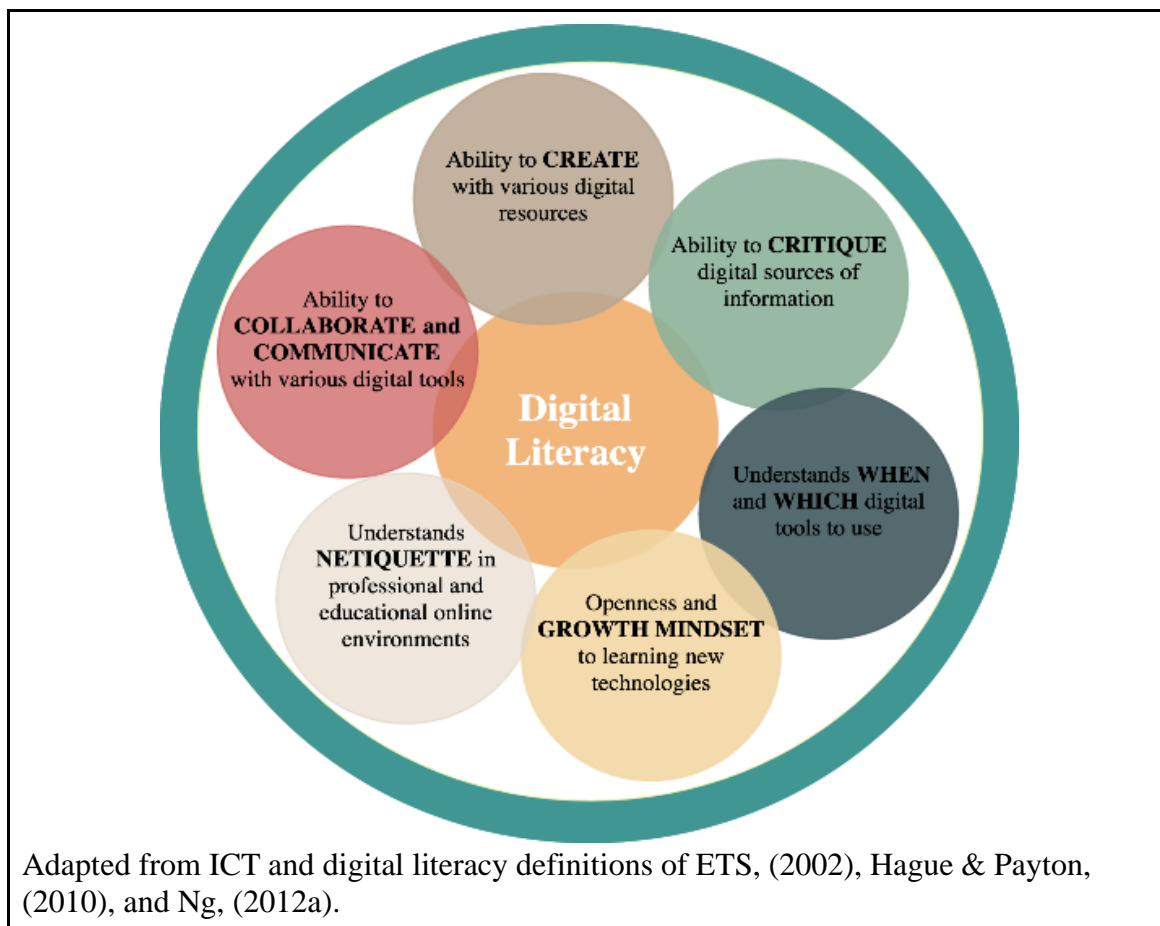 Ability to CREATE
with various digital
resources
Ability to CRITIQUE
digital sources of
information
Ability to
COLLABORATE and
COMMUNICATE
with various digital tools
Digital
Literacy
Understands WHEN
and WHICH digital
tools to use
Understands
NETIQUETTE in
professional and
educational online
environments
Openness and
GROWTH MINDSET
to learning new
technologies
Adapted from ICT and digital literacy definitions of ETS, (2002), Hague & Payton,
(2010), and Ng, (2012a).